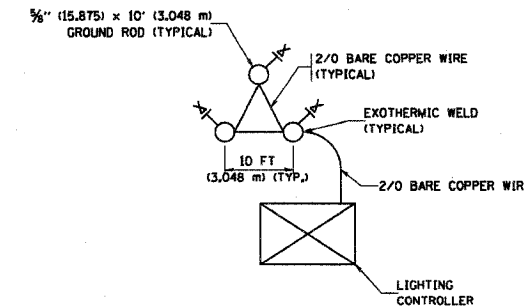 5/8" (15.875) x 10' (3.048 m)
GROUND ROD (TYPICAL)
2/0 BARE COPPER WIRE
(TYPICAL)
EXOTHERMIC WELD
(TYPICAL)
10 FT
(3.048 m) (TYP.)
2/0 BARE COPPER WIR
LIGHTING
CONTROLLER